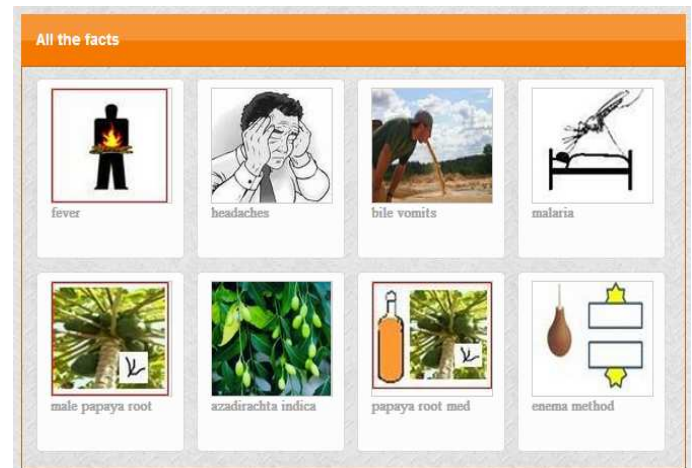 All the facts
fever
headaches
bile vomits
malaria
male papaya root
azadirachta indica
papaya root med
enema method